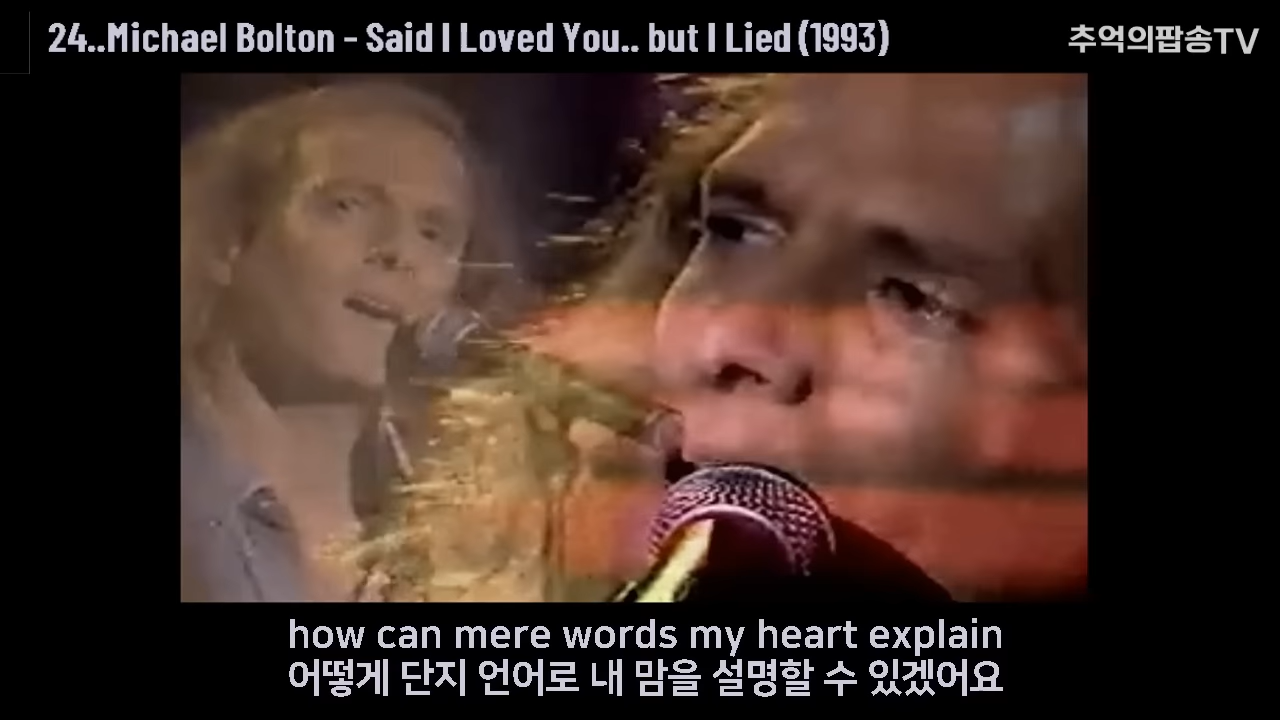 24..Michael Bolton - Said I Loved You.. but I Lied (1993)
추억의팝송TV
how can mere words my heart explain
어떻게 단지 언어로 내 맘을 설명할 수 있겠어요